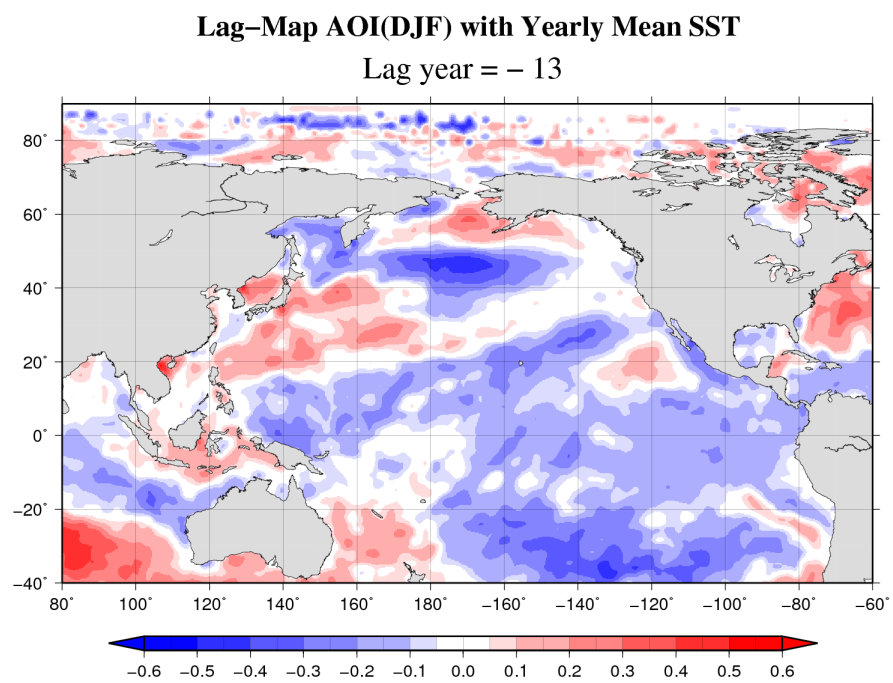 Lag–Map AOI(DJF) with Yearly Mean SST
Lag year = − 13
80˚
60˚
40˚
20˚
0˚
−20˚
−40˚
80 100˚ 120˚ 140˚ 160˚ 180˚ −160˚ −140˚ −120˚ −100˚ −80˚ −60˚
−0.6 −0.5 −0.4 −0.3 −0.2 −0.1 0.0 0.1 0.2 0.3 0.4 0.5 0.6